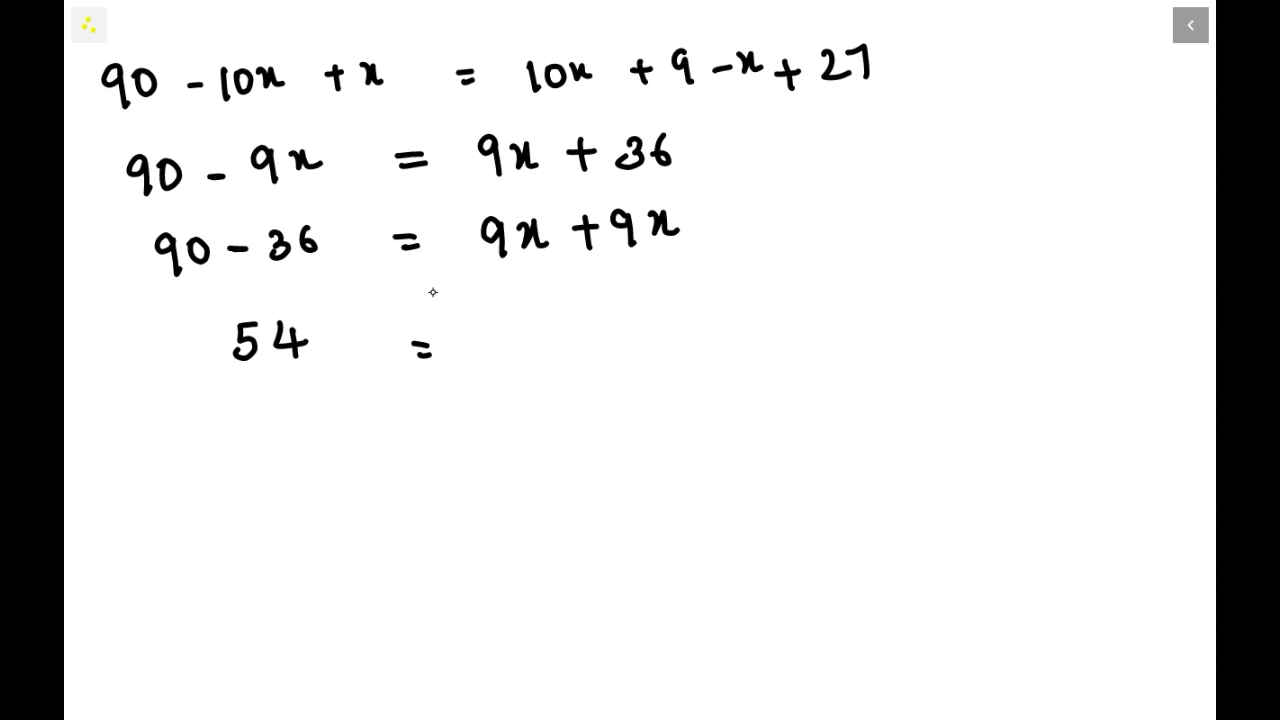 90 - 10x + x = 10x + 9 - x + 27
90 - 9x = 9x + 36
90 - 36 = 9x + 9x
54 =